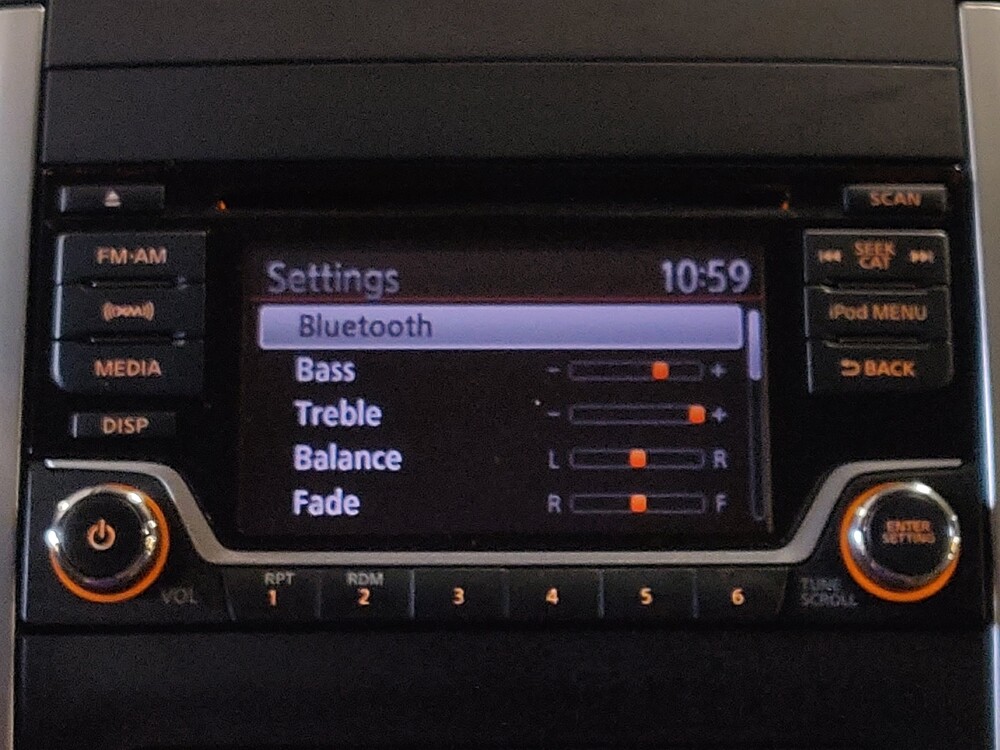 SCAN
FM·AM
((XM))
MEDIA
DISP
Settings 10:59
Bluetooth
Bass - +
Treble - +
Balance L R
Fade R F
SEEK
CAT
iPod MENU
BACK
VOL
RPT
1
RDM
2
3
4
5
6
TUNE
SCROLL
ENTER
SETTING